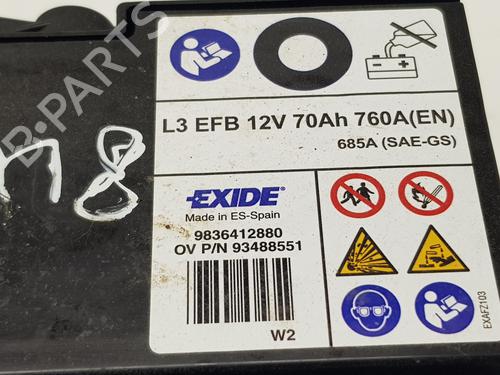 L3 EFB 12V 70Ah 760A(EN)
685A (SAE-GS)
EXIDE
Made in ES-Spain
9836412880
OV P/N 93488551
W2
EXAFZ103
M8
B-PARTS